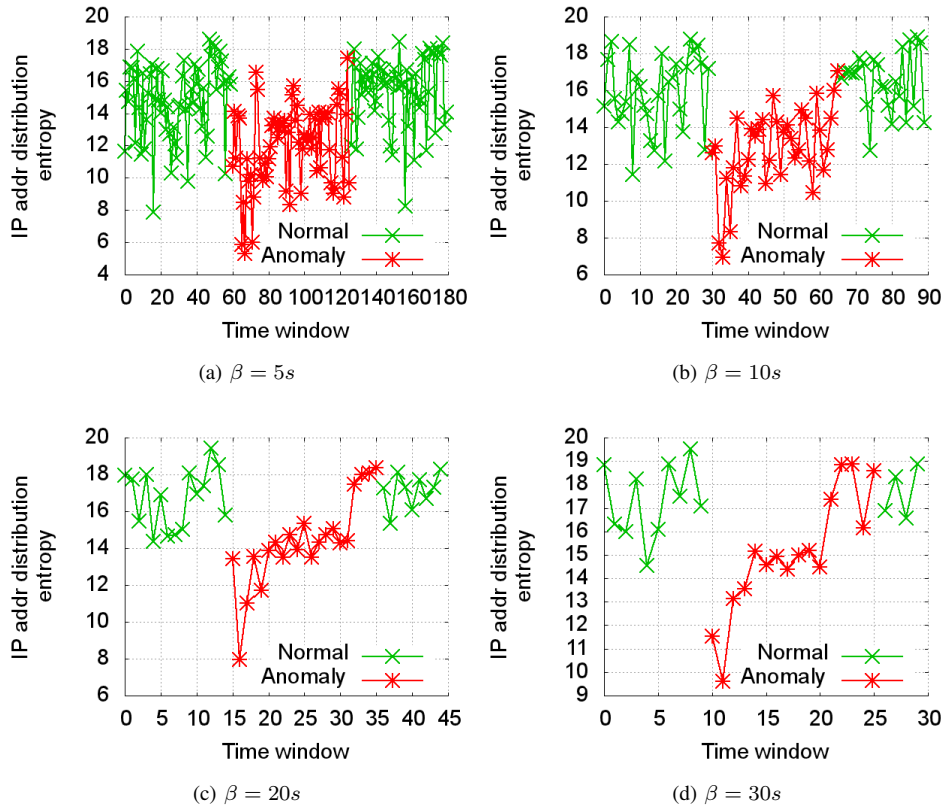 20
18
16
14
12
10
8
6
4
IP addr distribution
entropy
Normal
Anomaly
0 20 40 60 80 100120140160180
Time window
(a) β = 5s
20
18
16
14
12
10
8
6
IP addr distribution
entropy
Normal
Anomaly
0 10 20 30 40 50 60 70 80 90
Time window
(b) β = 10s
20
18
16
14
12
10
8
6
IP addr distribution
entropy
Normal
Anomaly
0 5 10 15 20 25 30 35 40 45
Time window
(c) β = 20s
20
19
18
17
16
15
14
13
12
11
10
9
IP addr distribution
entropy
Normal
Anomaly
0 5 10 15 20 25 30
Time window
(d) β = 30s